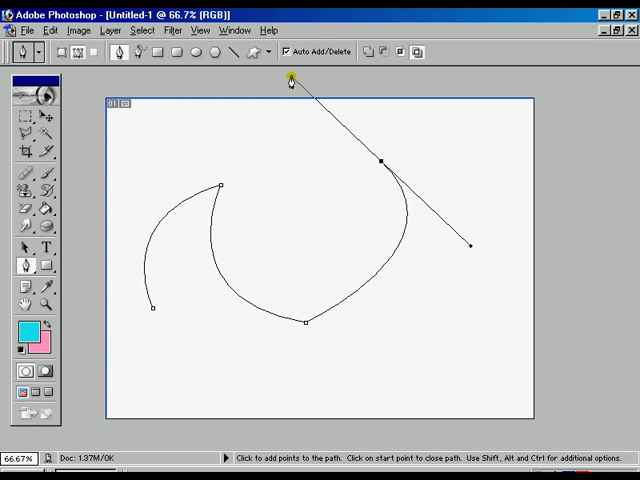 Adobe Photoshop - [Untitled-1 @ 66.7% (RGB)]
File Edit Image Layer Select Filter View Window Help
Auto Add/Delete
01
T
66.67% Doc: 1.37M/0K Click to add points to the path. Click on start point to close path. Use Shift, Alt and Ctrl for additional options.